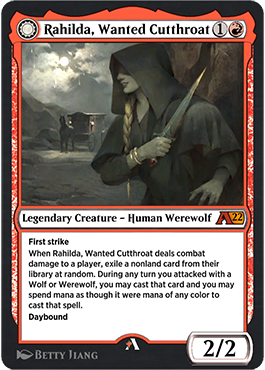 Rahilda, Wanted Cutthroat 1
Legendary Creature – Human Werewolf A22
First strike
When Rahilda, Wanted Cutthroat deals combat
damage to a player, exile a nonland card from their
library at random. During any turn you attacked with a
Wolf or Werewolf, you may cast that card and you may
spend mana as though it were mana of any color to
cast that spell.
Daybound
Betty Jiang
2/2